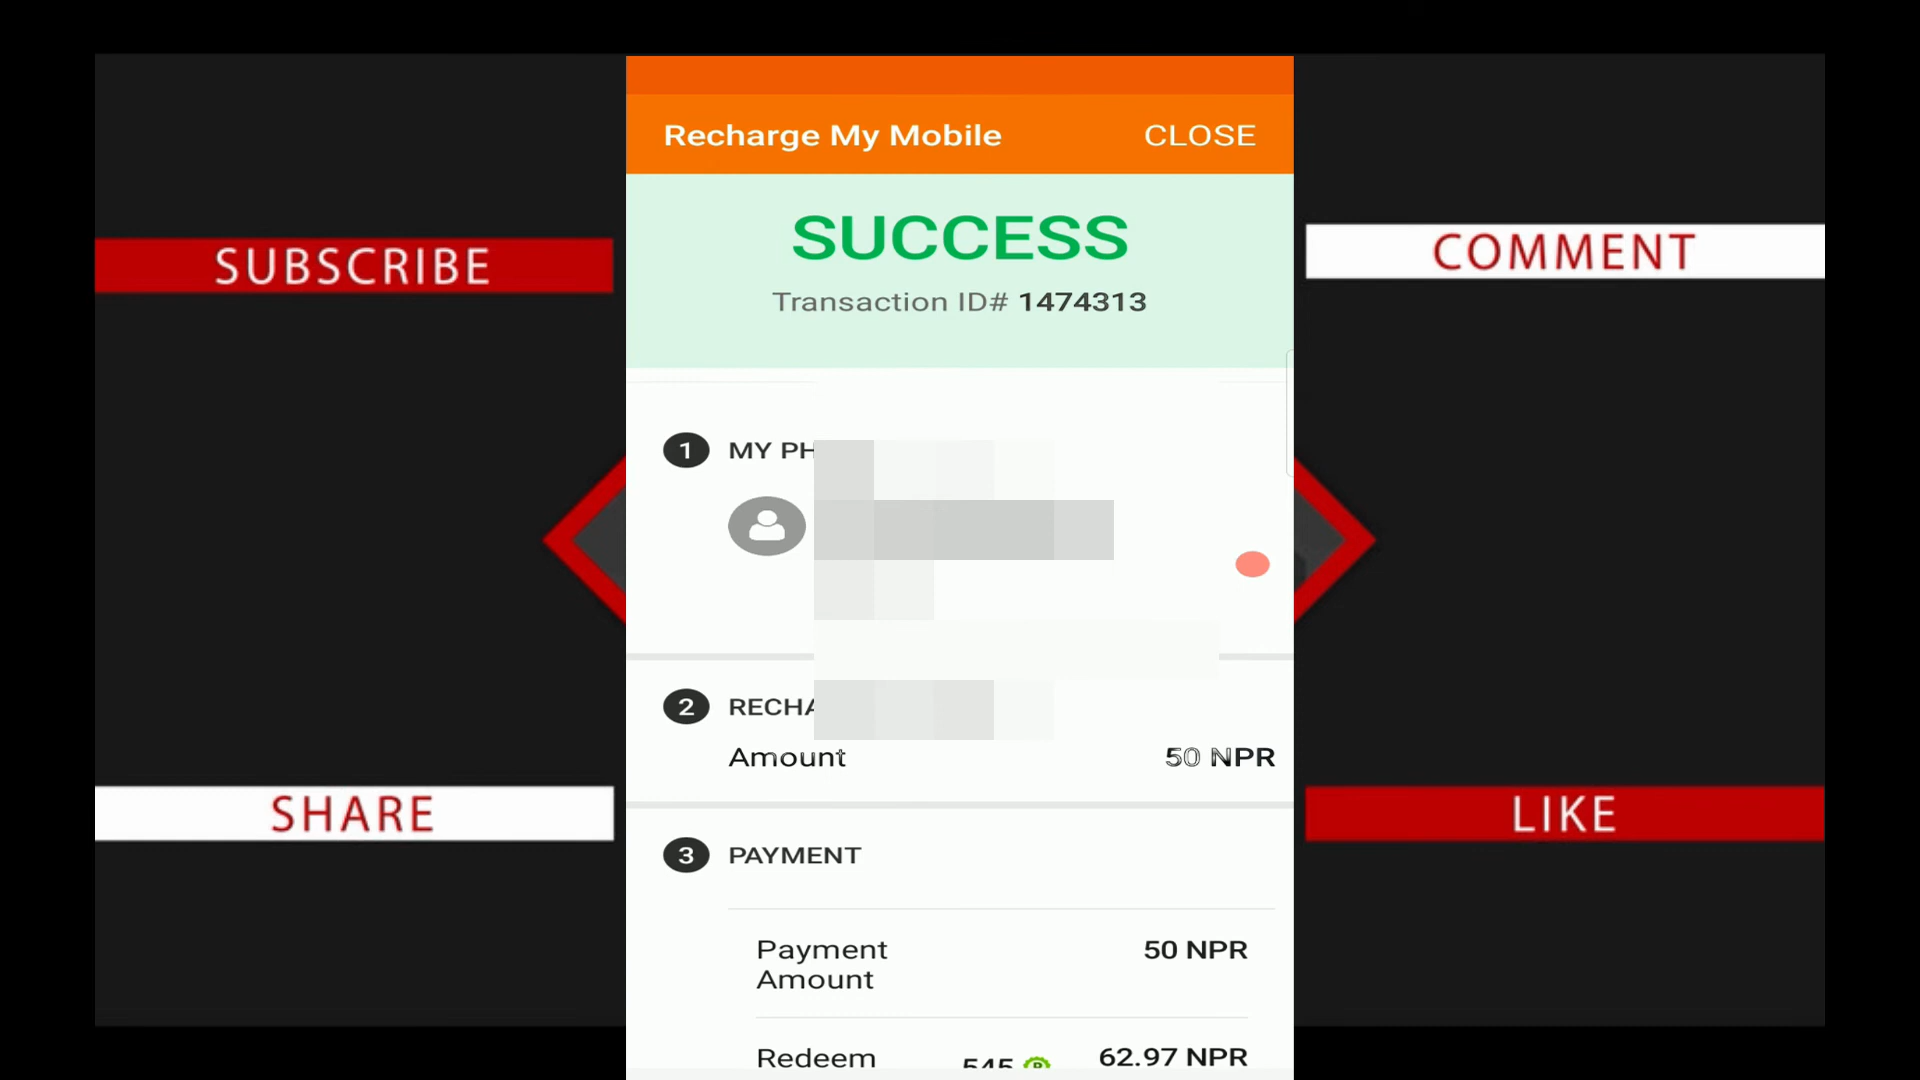 Recharge My Mobile CLOSE
SUCCESS
Transaction ID# 1474313
SUBSCRIBE
COMMENT
1 MY PH
2 RECHA
Amount 50 NPR
SHARE
LIKE
3 PAYMENT
Payment 50 NPR
Amount
Redeem 545 62.97 NPR